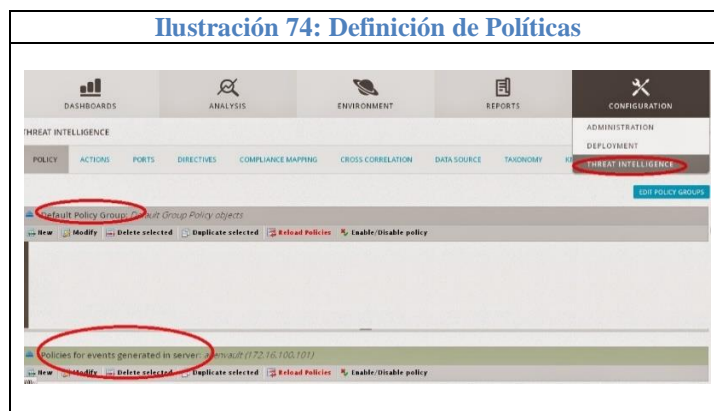 Ilustración 74: Definición de Políticas
DASHBOARDS ANALYSIS ENVIRONMENT REPORTS CONFIGURATION
ADMINISTRATION
DEPLOYMENT
THREAT INTELLIGENCE
THREAT INTELLIGENCE
POLICY ACTIONS PORTS DIRECTIVES COMPLIANCE MAPPING CROSS CORRELATION DATA SOURCE TAXONOMY
EDIT POLICY GROUPS
Default Policy Group: Default Group Policy objects
New Modify Delete selected Duplicate selected Reload Policies Enable/Disable policy
Policies for events generated in server: alienvault (172.16.100.101)
New Modify Delete selected Duplicate selected Reload Policies Enable/Disable policy